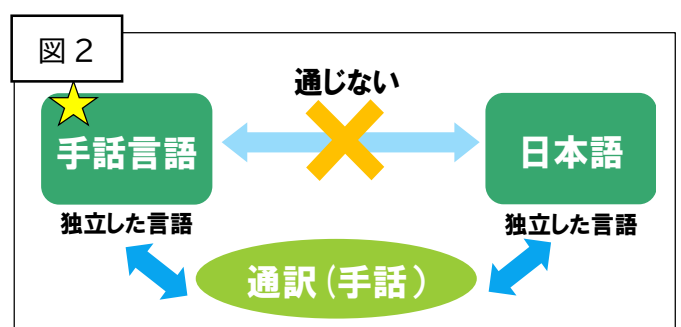 図２
通じない
手話言語
日本語
独立した言語
独立した言語
通訳（手話）